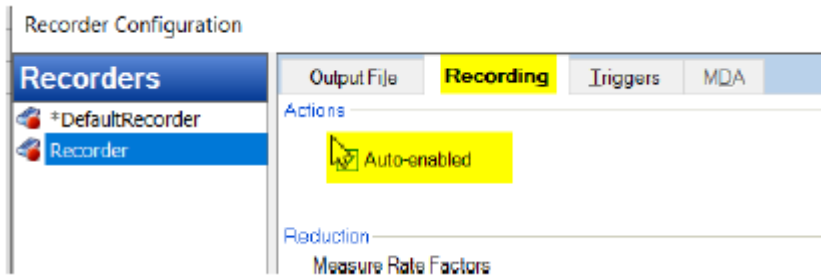 Recorder Configuration
Recorders
Output File Recording Triggers MDA
Actions
*DefaultRecorder
Recorder
Auto-enabled
Reduction
Measure Rate Factors